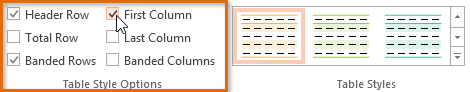 Header Row First Column
Total Row Last Column
Banded Rows Banded Columns
Table Style Options Table Styles